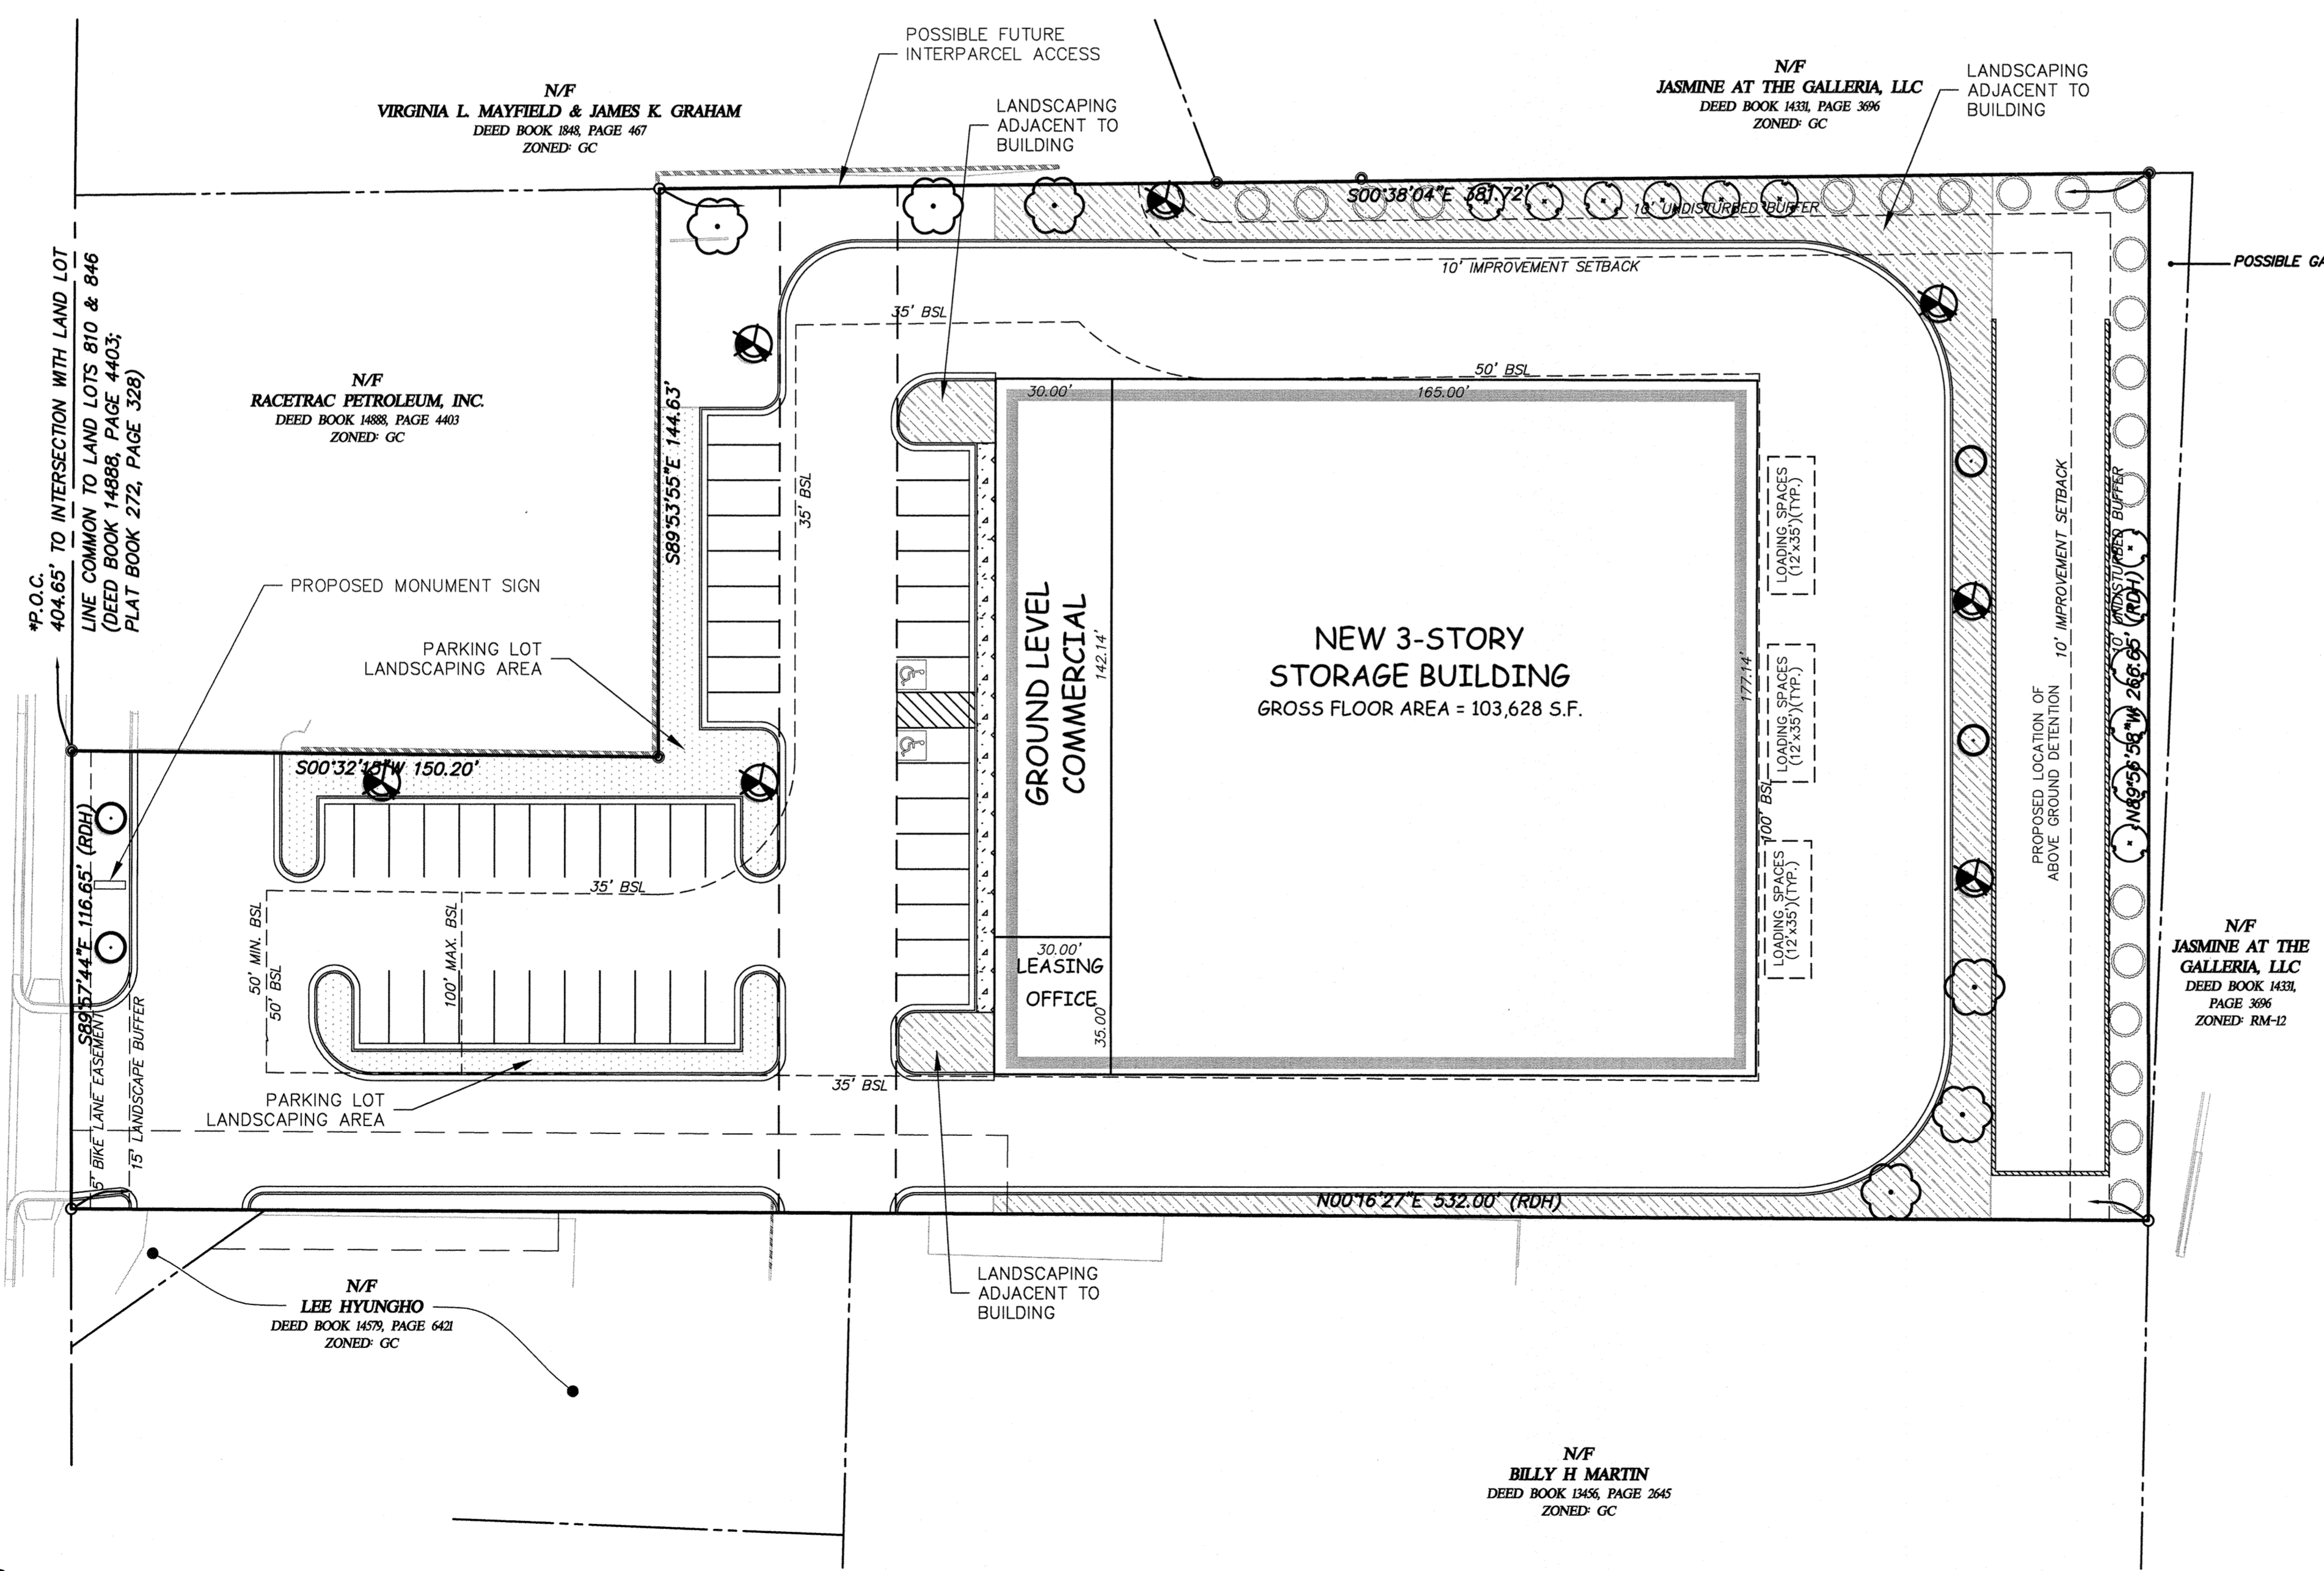 POSSIBLE FUTURE
INTERPARCEL ACCESS
N/F
VIRGINIA L. MAYFIELD & JAMES K. GRAHAM
DEED BOOK 1848, PAGE 467
ZONED: GC
LANDSCAPING
ADJACENT TO
BUILDING
N/F
JASMINE AT THE GALLERIA, LLC
DEED BOOK 14331, PAGE 3696
ZONED: GC
LANDSCAPING
ADJACENT TO
BUILDING
S00°38'04"E 381.72'
10' UNDISTURBED BUFFER
10' IMPROVEMENT SETBACK
POSSIBLE GA
*P.O.C.
404.65' TO INTERSECTION WITH LAND LOT
LINE COMMON TO LAND LOTS 810 & 846
(DEED BOOK 14888, PAGE 4403;
PLAT BOOK 272, PAGE 328)
N/F
RACETRAC PETROLEUM, INC.
DEED BOOK 14888, PAGE 4403
ZONED: GC
S89°53'55"E 144.63'
35' BSL
35' BSL
50' BSL
30.00'
165.00'
PROPOSED MONUMENT SIGN
PARKING LOT
LANDSCAPING AREA
GROUND LEVEL
COMMERCIAL
142.14'
NEW 3-STORY
STORAGE BUILDING
GROSS FLOOR AREA = 103,628 S.F.
177.14'
LOADING SPACES
(12'x35')(TYP.)
LOADING SPACES
(12'x35')(TYP.)
LOADING SPACES
(12'x35')(TYP.)
100' BSL
PROPOSED LOCATION OF
ABOVE GROUND DETENTION
10' IMPROVEMENT SETBACK
10' UNDISTURBED BUFFER
N89°56'58"W 266.65' (RDH)
S00°32'15"W 150.20'
S89°57'44"E 116.65' (RDH)
35' BSL
50' MIN. BSL
50' BSL
100' MAX. BSL
30.00'
LEASING
OFFICE
35.00'
5' BIKE LANE EASEMENT
15' LANDSCAPE BUFFER
35' BSL
PARKING LOT
LANDSCAPING AREA
N/F
JASMINE AT THE
GALLERIA, LLC
DEED BOOK 14331,
PAGE 3696
ZONED: RM-12
N00°16'27"E 532.00' (RDH)
LANDSCAPING
ADJACENT TO
BUILDING
N/F
LEE HYUNGHO
DEED BOOK 14579, PAGE 6421
ZONED: GC
N/F
BILLY H MARTIN
DEED BOOK 13456, PAGE 2645
ZONED: GC